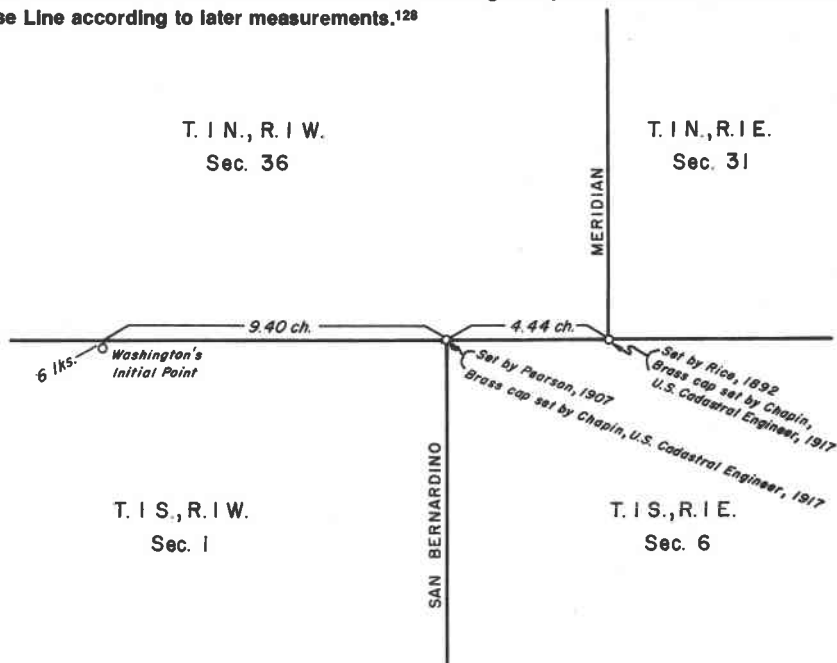 se Line according to later measurements.¹²⁸
T. I N., R. I W.
Sec. 36
T. I N., R. I E.
Sec. 31
MERIDIAN
9.40 ch.
4.44 ch.
6 lks.
Washington's
Initial Point
Set by Pearson, 1907
Brass cap set by Chapin, U.S. Cadastral Engineer, 1917
Set by Rice, 1892
Brass cap set by Chapin,
U.S. Cadastral Engineer, 1917
SAN BERNARDINO
T. I S., R. I W.
Sec. I
T. I S., R. I E.
Sec. 6